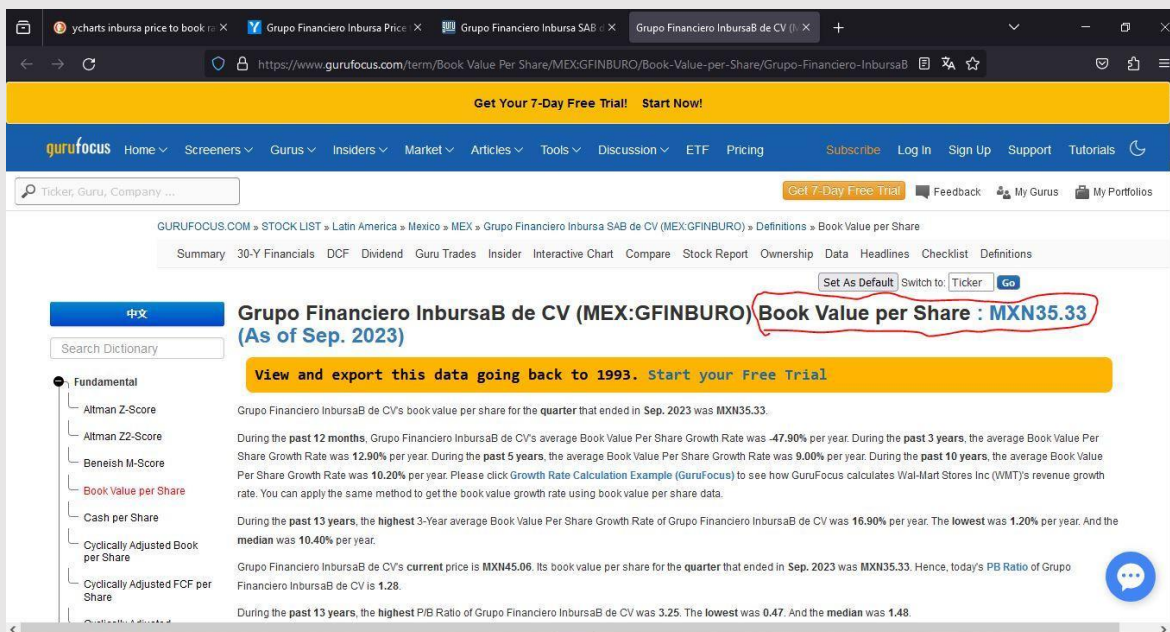 ycharts inbursa price to book ra
Grupo Financiero Inbursa Price
Grupo Financiero Inbursa SAB d
Grupo Financiero InbursaB de CV (M
https://www.gurufocus.com/term/Book Value Per Share/MEX:GFINBURO/Book-Value-per-Share/Grupo-Financiero-InbursaB
Get Your 7-Day Free Trial! Start Now!
gurufocus Home Screeners Gurus Insiders Market Articles Tools Discussion ETF Pricing Subscribe Log In Sign Up Support Tutorials
Ticker, Guru, Company ... Get 7-Day Free Trial Feedback My Gurus My Portfolios
GURUFOCUS.COM » STOCK LIST » Latin America » Mexico » MEX » Grupo Financiero Inbursa SAB de CV (MEX:GFINBURO) » Definitions » Book Value per Share
Summary 30-Y Financials DCF Dividend Guru Trades Insider Interactive Chart Compare Stock Report Ownership Data Headlines Checklist Definitions
Set As Default Switch to: Ticker Go
中文
Search Dictionary
Fundamental
Altman Z-Score
Altman Z2-Score
Beneish M-Score
Book Value per Share
Cash per Share
Cyclically Adjusted Book
per Share
Cyclically Adjusted FCF per
Share
Grupo Financiero InbursaB de CV (MEX:GFINBURO) Book Value per Share : MXN35.33
(As of Sep. 2023)
View and export this data going back to 1993. Start your Free Trial
Grupo Financiero InbursaB de CV's book value per share for the quarter that ended in Sep. 2023 was MXN35.33.
During the past 12 months, Grupo Financiero InbursaB de CV's average Book Value Per Share Growth Rate was -47.90% per year. During the past 3 years, the average Book Value Per
Share Growth Rate was 12.90% per year. During the past 5 years, the average Book Value Per Share Growth Rate was 9.00% per year. During the past 10 years, the average Book Value
Per Share Growth Rate was 10.20% per year. Please click Growth Rate Calculation Example (GuruFocus) to see how GuruFocus calculates Wal-Mart Stores Inc (WMT)'s revenue growth
rate. You can apply the same method to get the book value growth rate using book value per share data.
During the past 13 years, the highest 3-Year average Book Value Per Share Growth Rate of Grupo Financiero InbursaB de CV was 16.90% per year. The lowest was 1.20% per year. And the
median was 10.40% per year.
Grupo Financiero InbursaB de CV's current price is MXN45.06. Its book value per share for the quarter that ended in Sep. 2023 was MXN35.33. Hence, today's PB Ratio of Grupo
Financiero InbursaB de CV is 1.28.
During the past 13 years, the highest P/B Ratio of Grupo Financiero InbursaB de CV was 3.25. The lowest was 0.47. And the median was 1.48.